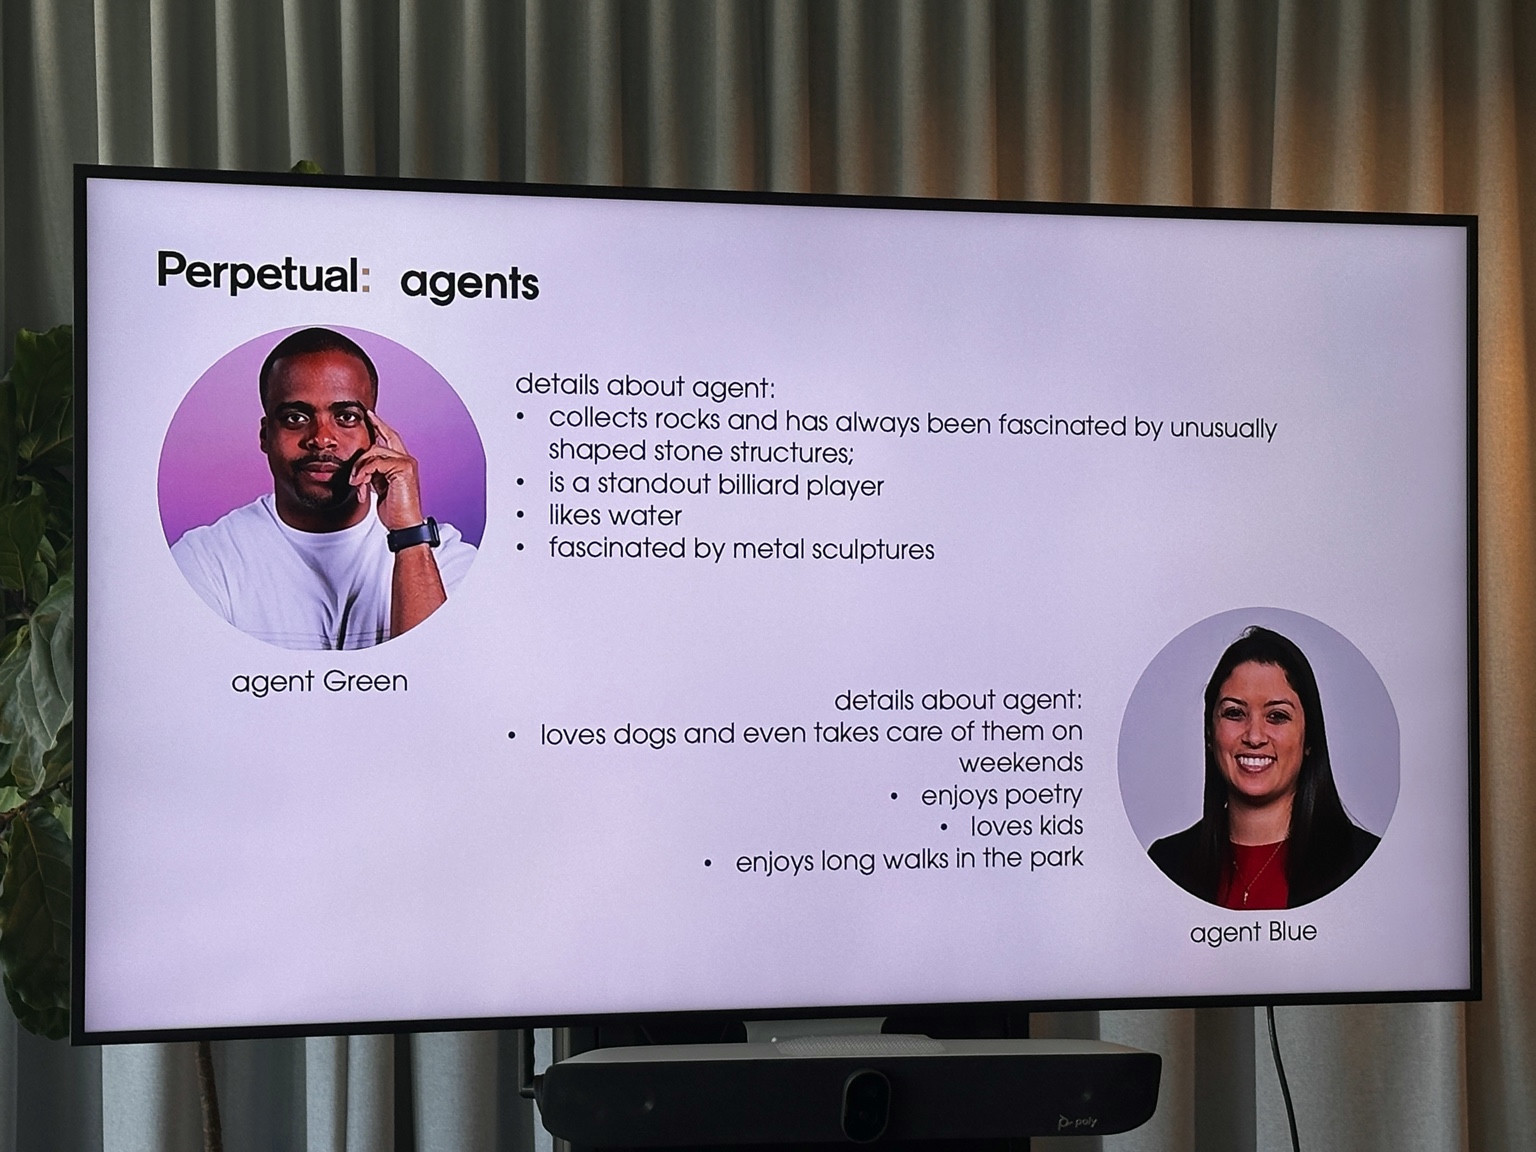 Perpetual: agents
details about agent:
• collects rocks and has always been fascinated by unusually
shaped stone structures;
• is a standout billiard player
• likes water
• fascinated by metal sculptures
agent Green
details about agent:
• loves dogs and even takes care of them on
weekends
• enjoys poetry
• loves kids
• enjoys long walks in the park
agent Blue
poly